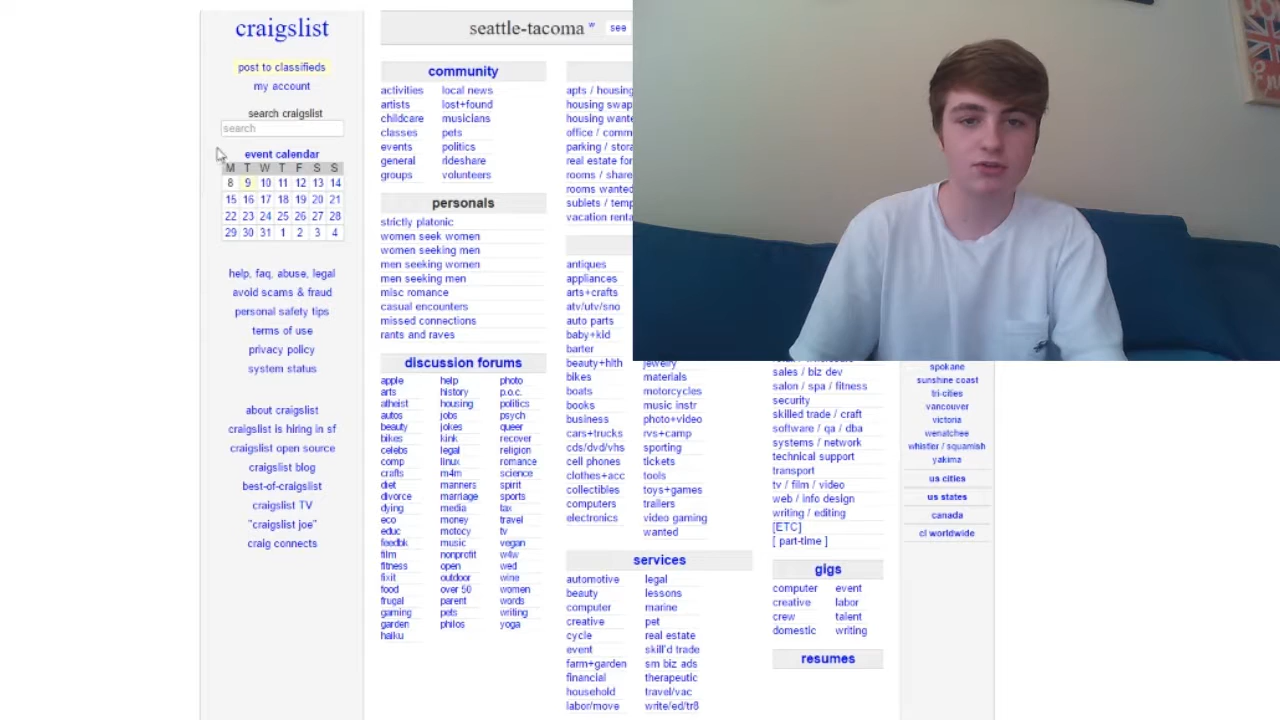 craigslist
post to classifieds
my account
search craigslist
search
event calendar
M T W T F S S
8 9 10 11 12 13 14
15 16 17 18 19 20 21
22 23 24 25 26 27 28
29 30 31 1 2 3 4
help, faq, abuse, legal
avoid scams & fraud
personal safety tips
terms of use
privacy policy
system status
about craigslist
craigslist is hiring in sf
craigslist open source
craigslist blog
best-of-craigslist
craigslist TV
"craigslist joe"
craig connects
seattle-tacoma w see
community
activities local news
artists lost+found
childcare musicians
classes pets
events politics
general rideshare
groups volunteers
personals
strictly platonic
women seek women
women seeking men
men seeking women
men seeking men
misc romance
casual encounters
missed connections
rants and raves
discussion forums
apple help photo
arts history p.o.c.
atheist housing politics
autos jobs psych
beauty jokes queer
bikes kink recover
celebs legal religion
comp linux romance
crafts m4m science
diet manners spirit
divorce marriage sports
dying media tax
eco money travel
educ motocy tv
feedbk music vegan
film nonprofit w4w
fitness open wed
fixit outdoor wine
food over 50 women
frugal parent words
gaming pets writing
garden philos yoga
haiku
apts / housing
housing swap
housing wante
office / comm
parking / stora
real estate for
rooms / share
rooms wanted
sublets / temp
vacation renta
antiques
appliances
arts+crafts
atv/utv/sno
auto parts
baby+kid
barter
beauty+hlth jewelry
bikes materials
boats motorcycles
books music instr
business photo+video
cars+trucks rvs+camp
cds/dvd/vhs sporting
cell phones tickets
clothes+acc tools
collectibles toys+games
computers trailers
electronics video gaming
wanted
services
automotive legal
beauty lessons
computer marine
creative pet
cycle real estate
event skill'd trade
farm+garden sm biz ads
financial therapeutic
household travel/vac
labor/move write/ed/tr8
sales / biz dev
salon / spa / fitness
security
skilled trade / craft
software / qa / dba
systems / network
technical support
transport
tv / film / video
web / info design
writing / editing
[ETC]
[ part-time ]
gigs
computer event
creative labor
crew talent
domestic writing
resumes
spokane
sunshine coast
tri-cities
vancouver
victoria
wenatchee
whistler / squamish
yakima
us cities
us states
canada
cl worldwide